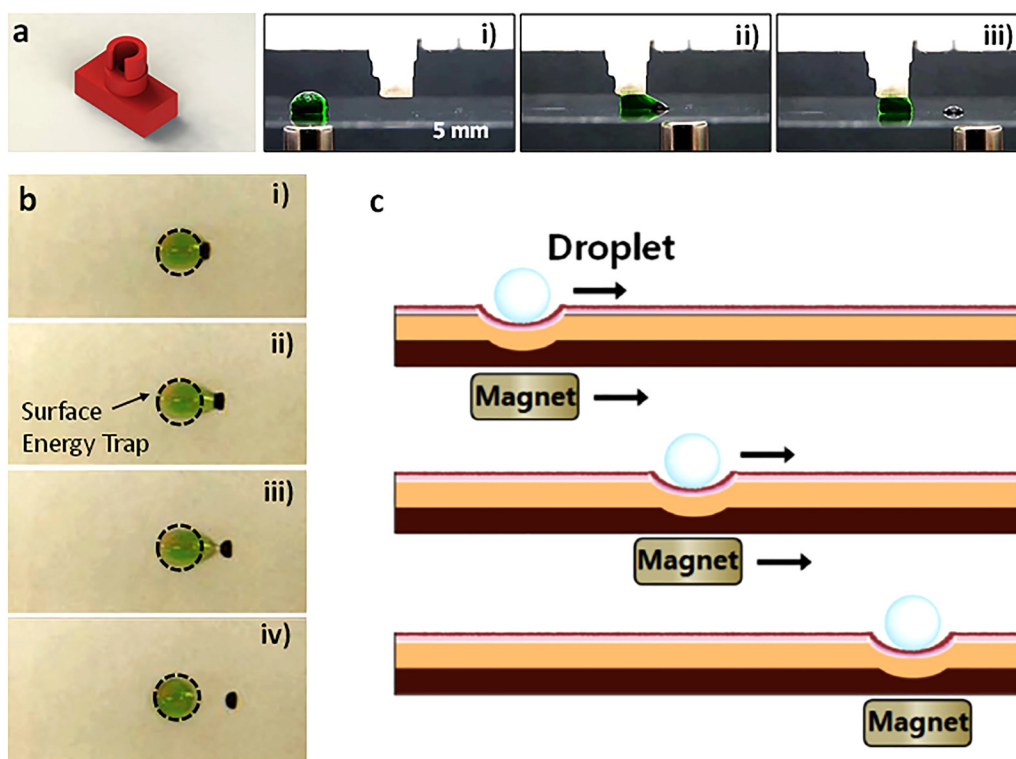 a
i)
ii)
iii)
5 mm
b
i)
ii)
Surface
Energy Trap
iii)
iv)
c
Droplet
Magnet
Magnet
Magnet